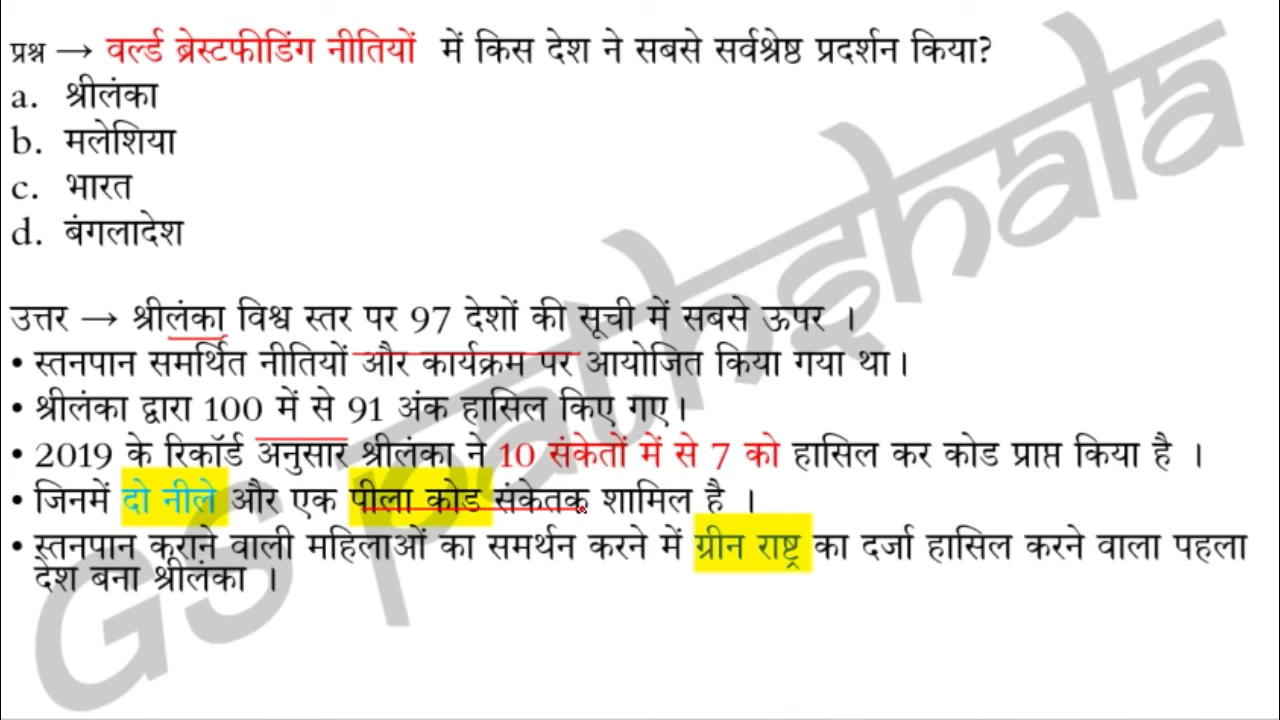 प्रश्न → वर्ल्ड ब्रेस्टफीडिंग नीतियों में किस देश ने सबसे सर्वश्रेष्ठ प्रदर्शन किया?
a. श्रीलंका
b. मलेशिया
c. भारत
d. बंगलादेश
उत्तर → श्रीलंका विश्व स्तर पर 97 देशों की सूची में सबसे ऊपर ।
• स्तनपान समर्थित नीतियों और कार्यक्रम पर आयोजित किया गया था।
• श्रीलंका द्वारा 100 में से 91 अंक हासिल किए गए।
• 2019 के रिकॉर्ड अनुसार श्रीलंका ने 10 संकेतों में से 7 को हासिल कर कोड प्राप्त किया है ।
• जिनमें दो नीले और एक पीला कोड संकेतक शामिल है ।
• स्तनपान कराने वाली महिलाओं का समर्थन करने में ग्रीन राष्ट्र का दर्जा हासिल करने वाला पहला
देश बना श्रीलंका ।
GS pathshala